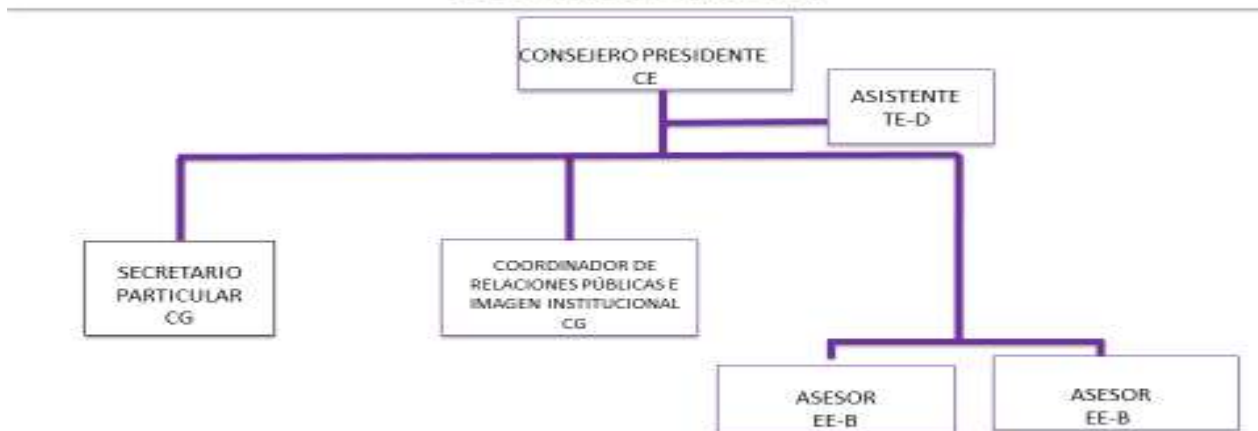 CONSEJERO PRESIDENTE
CE
ASISTENTE
TE-D
SECRETARIO
PARTICULAR
CG
COORDINADOR DE
RELACIONES PÚBLICAS E
IMAGEN INSTITUCIONAL
CG
ASESOR
EE-B
ASESOR
EE-B